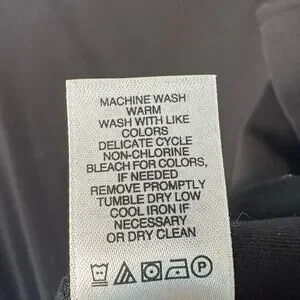 MACHINE WASH
WARM
WASH WITH LIKE
COLORS
DELICATE CYCLE
NON-CHLORINE
BLEACH FOR COLORS,
IF NEEDED
REMOVE PROMPTLY
TUMBLE DRY LOW
COOL IRON IF
NECESSARY
OR DRY CLEAN
P